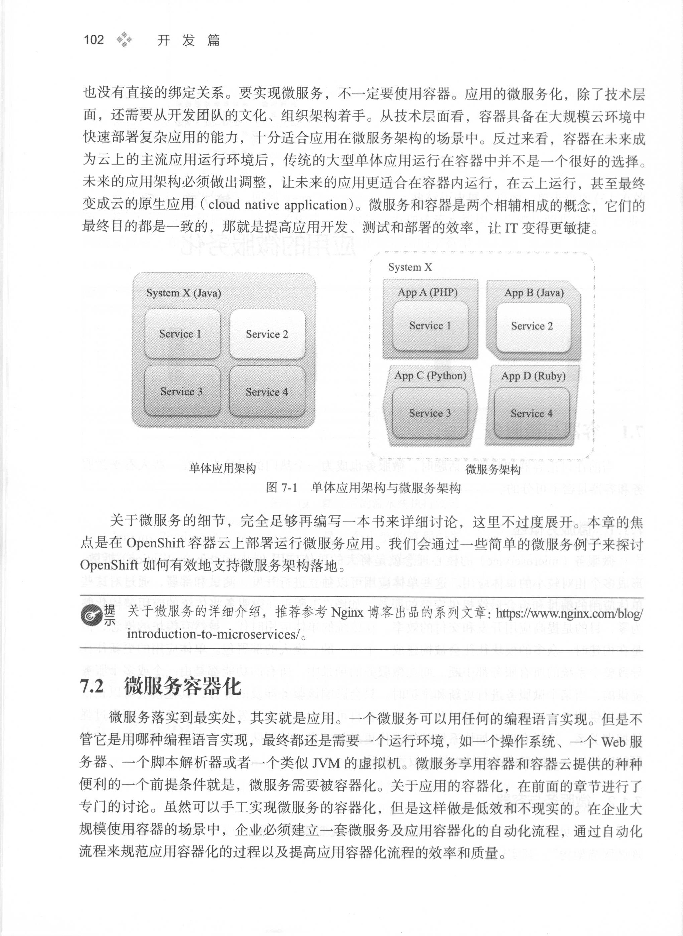 102 开 发 篇
也没有直接的绑定关系。要实现微服务，不一定要使用容器。应用的微服务化，除了技术层
面，还需要从开发团队的文化、组织架构着手。从技术层面看，容器具备在大规模云环境中
快速部署复杂应用的能力，十分适合应用在微服务架构的场景中。反过来看，容器在未来成
为云上的主流应用运行环境后，传统的大型单体应用运行在容器中并不是一个很好的选择。
未来的应用架构必须做出调整，让未来的应用更适合在容器内运行，在云上运行，甚至最终
变成云的原生应用（cloud native application）。微服务和容器是两个相辅相成的概念，它们的
最终目的都是一致的，那就是提高应用开发、测试和部署的效率，让 IT 变得更敏捷。
System X (Java)
Service 1
Service 2
Service 3
Service 4
单体应用架构
System X
App A (PHP)
Service 1
App B (Java)
Service 2
App C (Python)
Service 3
App D (Ruby)
Service 4
微服务架构
图 7-1 单体应用架构与微服务架构
关于微服务的细节，完全足够再编写一本书来详细讨论，这里不过度展开。本章的焦
点是在 OpenShift 容器云上部署运行微服务应用。我们会通过一些简单的微服务例子来探讨
OpenShift 如何有效地支持微服务架构落地。
提示 关于微服务的详细介绍，推荐参考 Nginx 博客出品的系列文章：https://www.nginx.com/blog/
introduction-to-microservices/。
7.2 微服务容器化
微服务落实到最实处，其实就是应用。一个微服务可以用任何的编程语言实现。但是不
管它是用哪种编程语言实现，最终都还是需要一个运行环境，如一个操作系统、一个 Web 服
务器、一个脚本解析器或者一个类似 JVM 的虚拟机。微服务享用容器和容器云提供的种种
便利的一个前提条件就是，微服务需要被容器化。关于应用的容器化，在前面的章节进行了
专门的讨论。虽然可以手工实现微服务的容器化，但是这样做是低效和不现实的。在企业大
规模使用容器的场景中，企业必须建立一套微服务及应用容器化的自动化流程，通过自动化
流程来规范应用容器化的过程以及提高应用容器化流程的效率和质量。